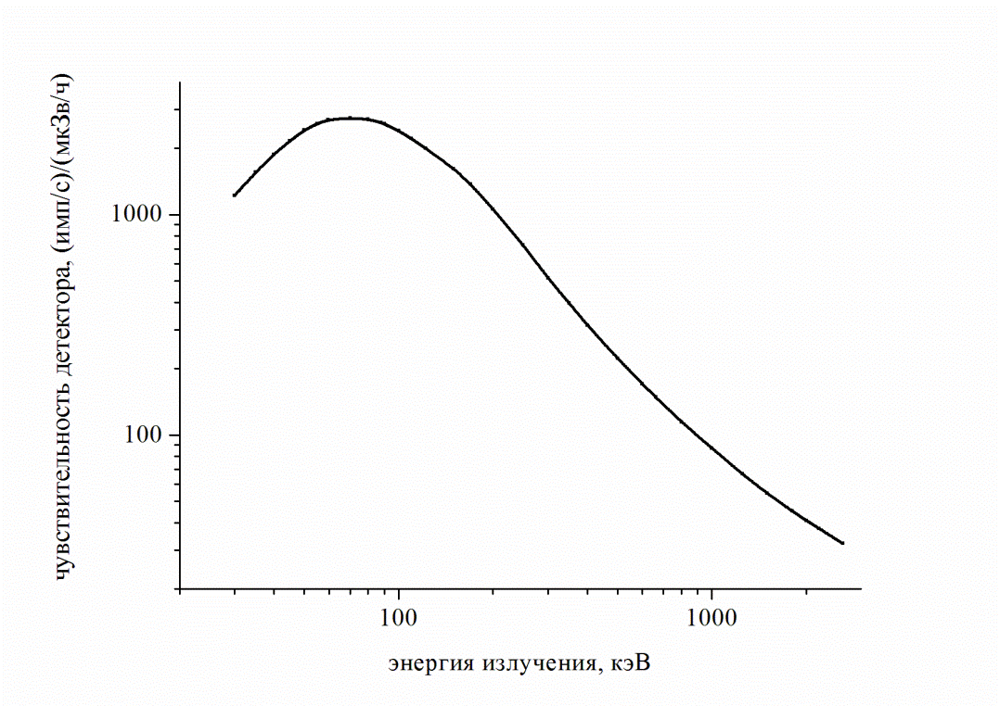 чувствительность детектора, (имп/с)/(мкЗв/ч)
1000
100
100
1000
энергия излучения, кэВ